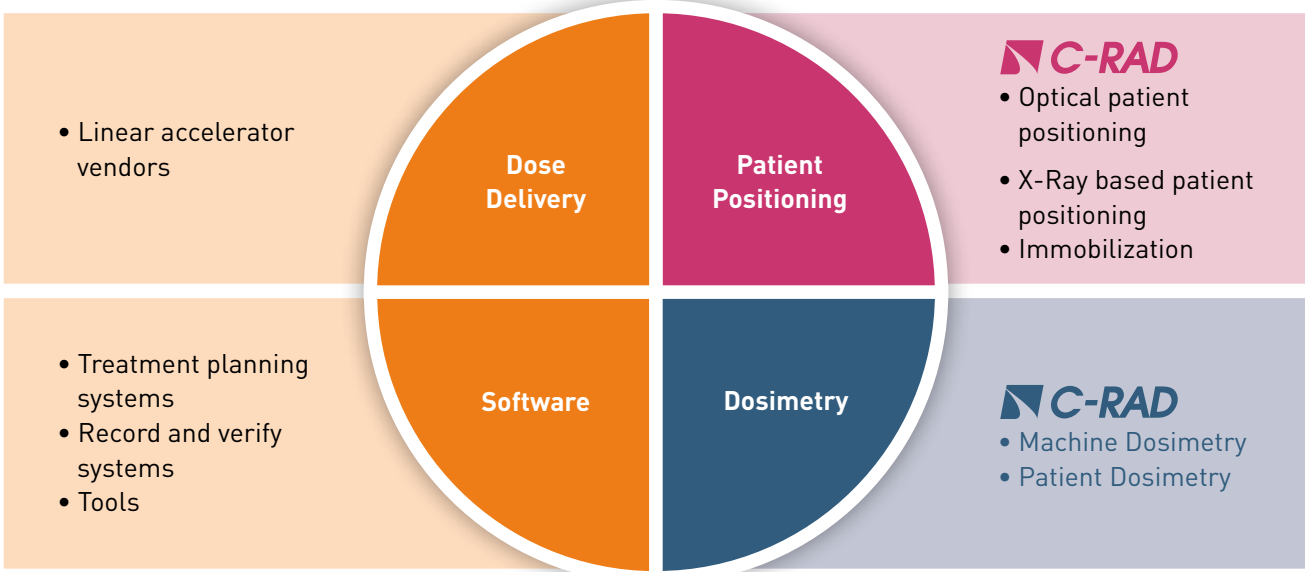 • Linear accelerator
vendors
Dose
Delivery
Patient
Positioning
C-RAD
• Optical patient
positioning
• X-Ray based patient
positioning
• Immobilization
• Treatment planning
systems
• Record and verify
systems
• Tools
Software
Dosimetry
C-RAD
• Machine Dosimetry
• Patient Dosimetry